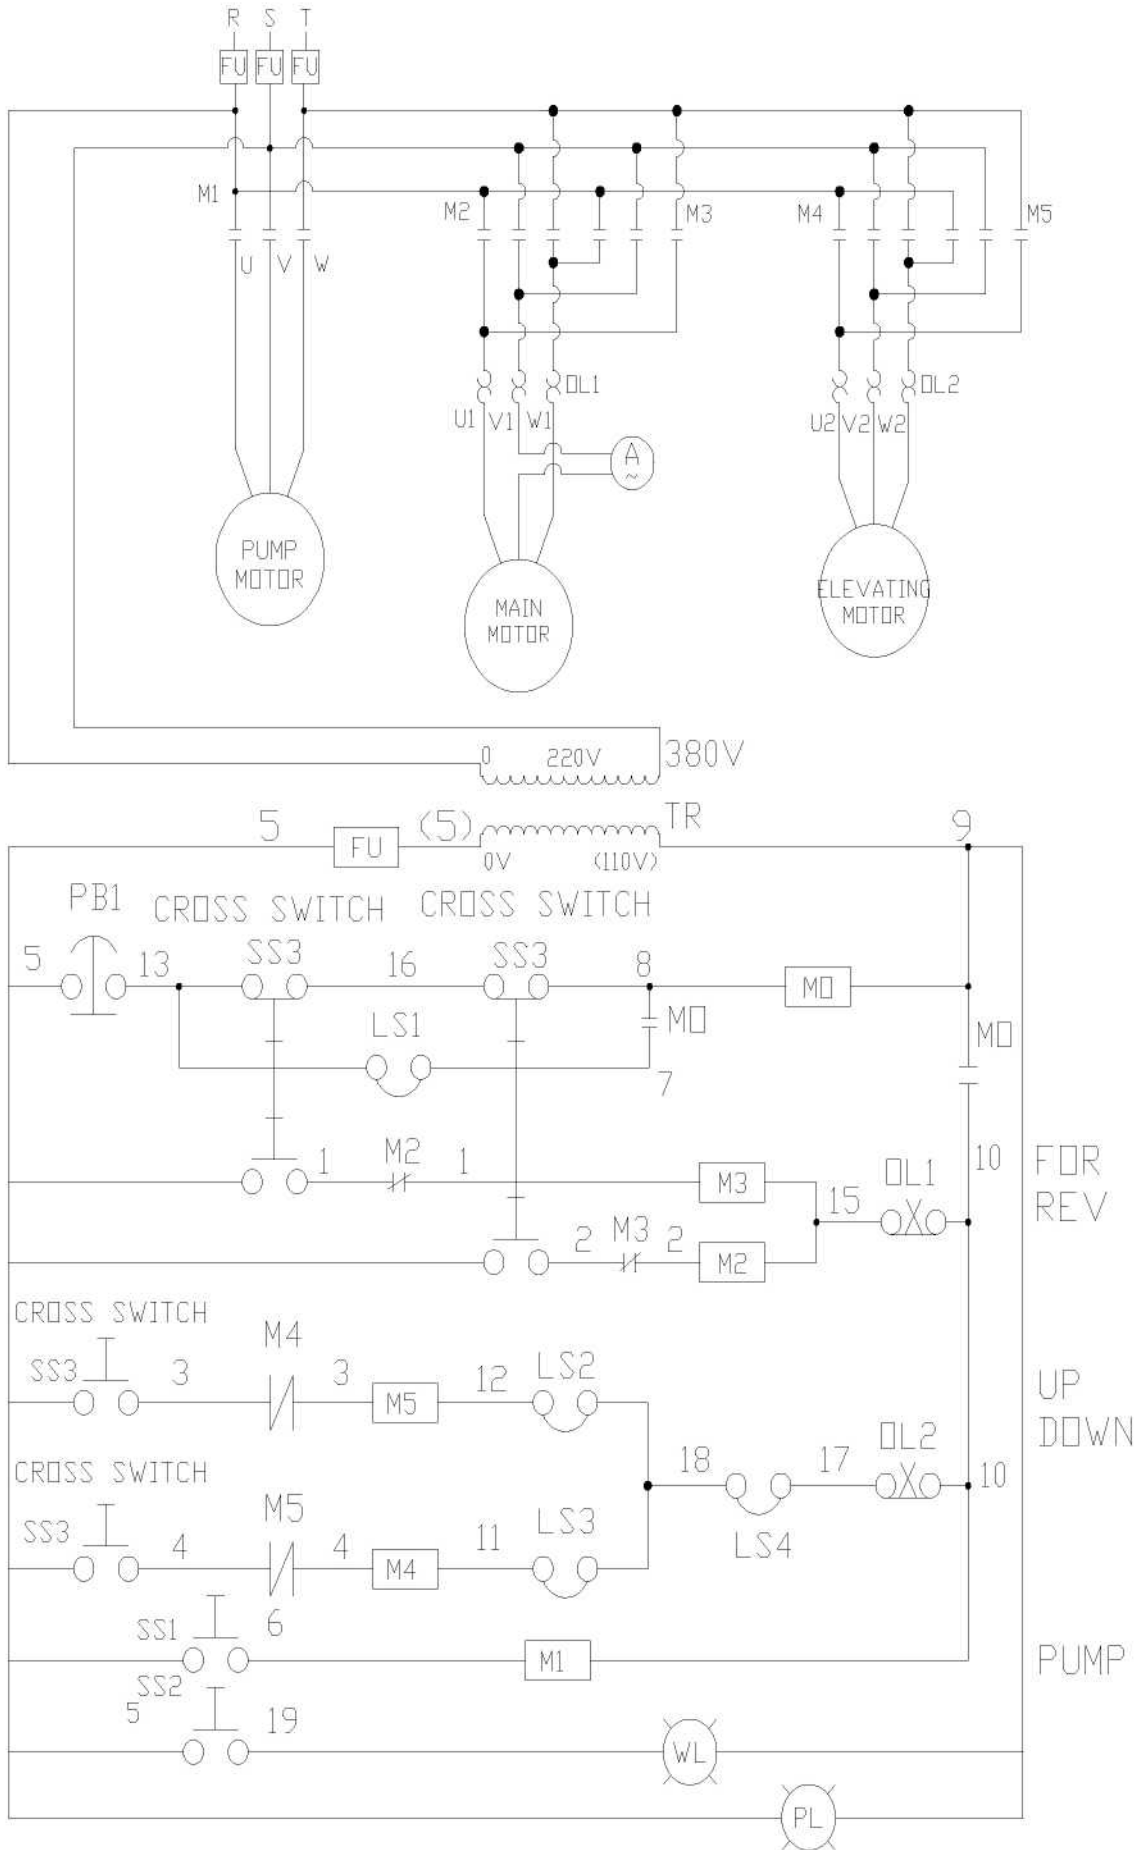 R S T
FU FU FU
M1 M2 M3 M4 M5
U V W
OL1 OL2
U1 V1 W1 U2 V2 W2
A
~
PUMP
MOTOR
MAIN
MOTOR
ELEVATING
MOTOR
0 220V 380V
5 FU (5) TR 9
0V (110V)
PB1 CROSS SWITCH CROSS SWITCH
5 13 SS3 16 SS3 8 MO
LS1 MO MO
7
1 M2 1 M3 15 OL1 10 FOR
REV
2 M3 2 M2
CROSS SWITCH
SS3 3 M4 3 M5 12 LS2 UP
DOWN
18 LS4 17 OL2 10
CROSS SWITCH
SS3 4 M5 4 M4 11 LS3
SS1 6 M1 PUMP
SS2
5 19 WL
PL